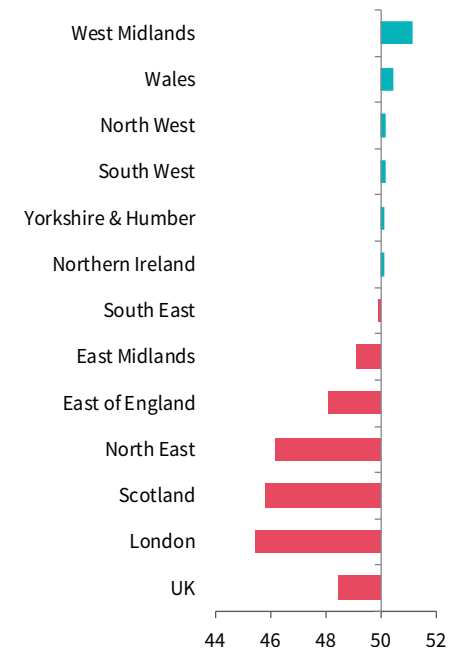 West Midlands
Wales
North West
South West
Yorkshire & Humber
Northern Ireland
South East
East Midlands
East of England
North East
Scotland
London
UK
44 46 48 50 52